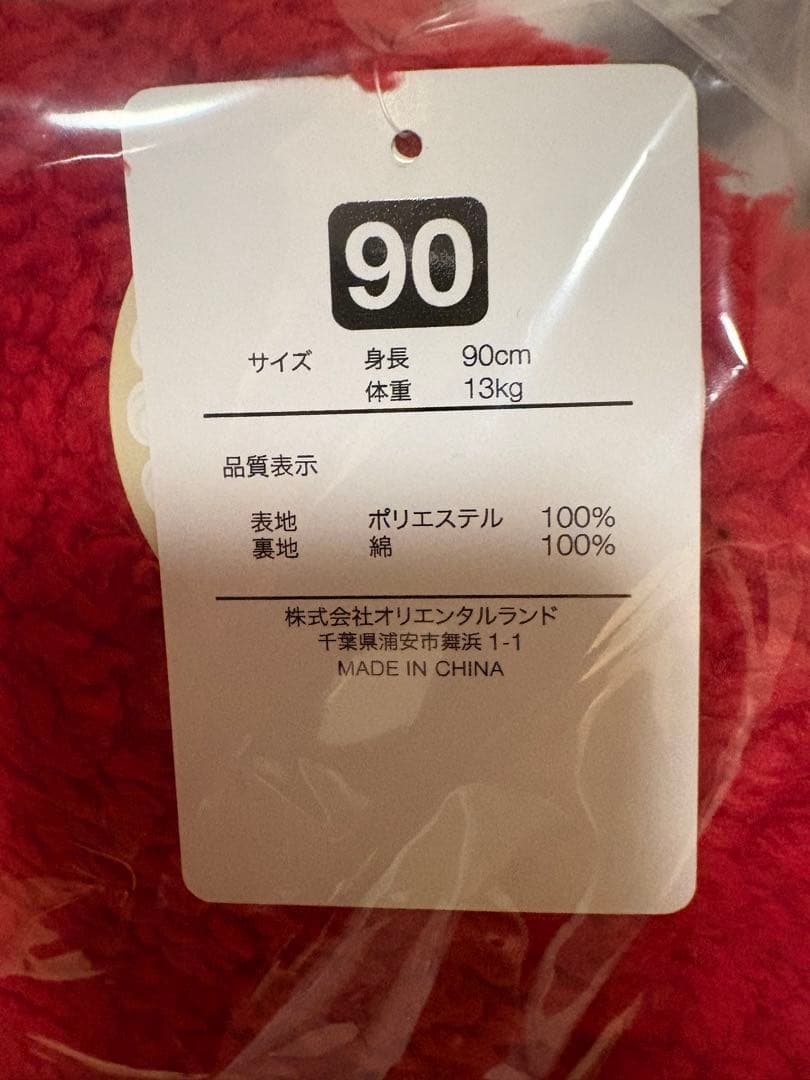 90
サイズ 身長 90cm
体重 13kg
品質表示
表地 ポリエステル 100%
裏地 綿 100%
株式会社オリエンタルランド
千葉県浦安市舞浜 1-1
MADE IN CHINA